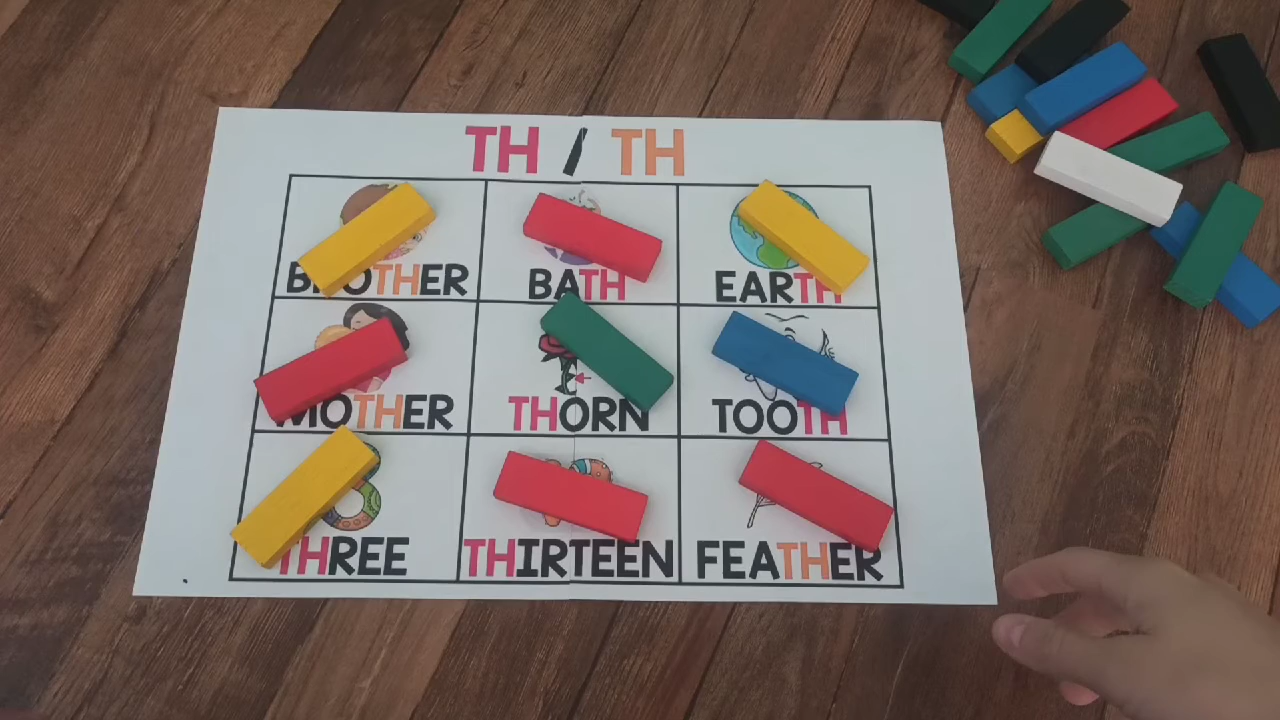 TH / TH
BROTHER BATH EARTH
MOTHER THORN TOOTH
THREE THIRTEEN FEATHER